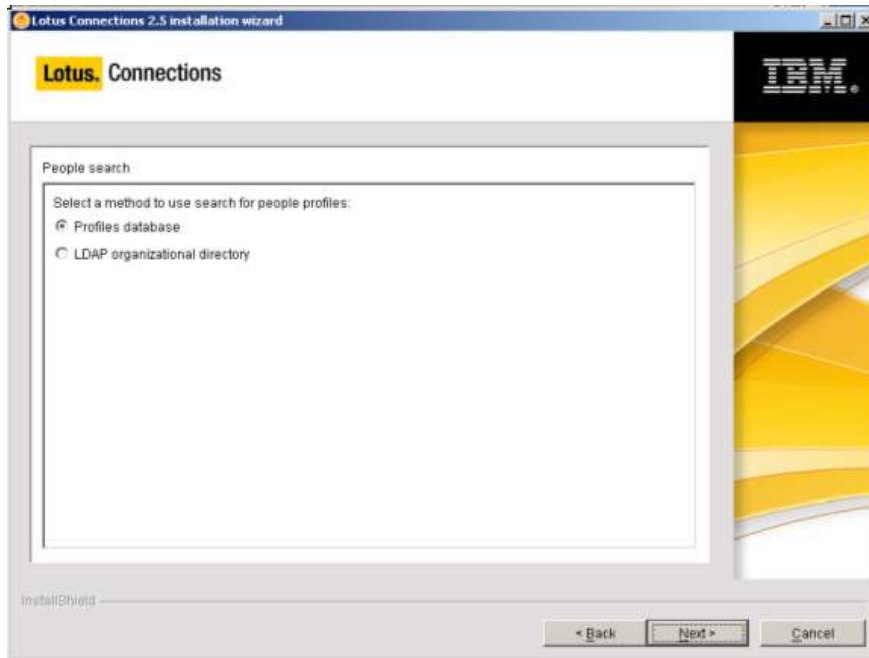 Lotus Connections 2.5 installation wizard
Lotus. Connections
IBM®
People search
Select a method to use search for people profiles:
Profiles database
LDAP organizational directory
InstallShield
< Back
Next >
Cancel